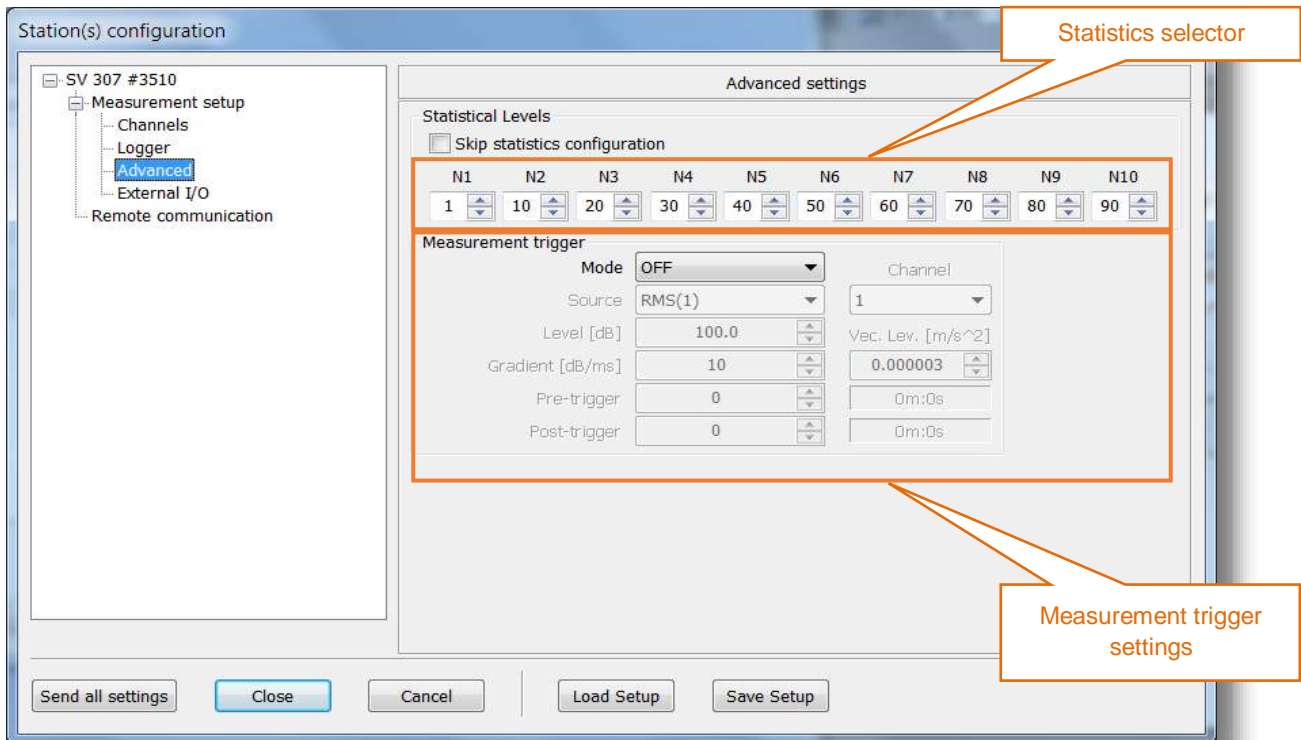 Station(s) configuration
Statistics selector
SV 307 #3510
Measurement setup
Channels
Logger
Advanced
External I/O
Remote communication
Advanced settings
Statistical Levels
Skip statistics configuration
N1 N2 N3 N4 N5 N6 N7 N8 N9 N10
1 10 20 30 40 50 60 70 80 90
Measurement trigger
Mode OFF Channel
Source RMS(1) 1
Level [dB] 100.0 Vec. Lev. [m/s^2]
Gradient [dB/ms] 10 0.000003
Pre-trigger 0 0m:0s
Post-trigger 0 0m:0s
Measurement trigger
settings
Send all settings Close Cancel Load Setup Save Setup